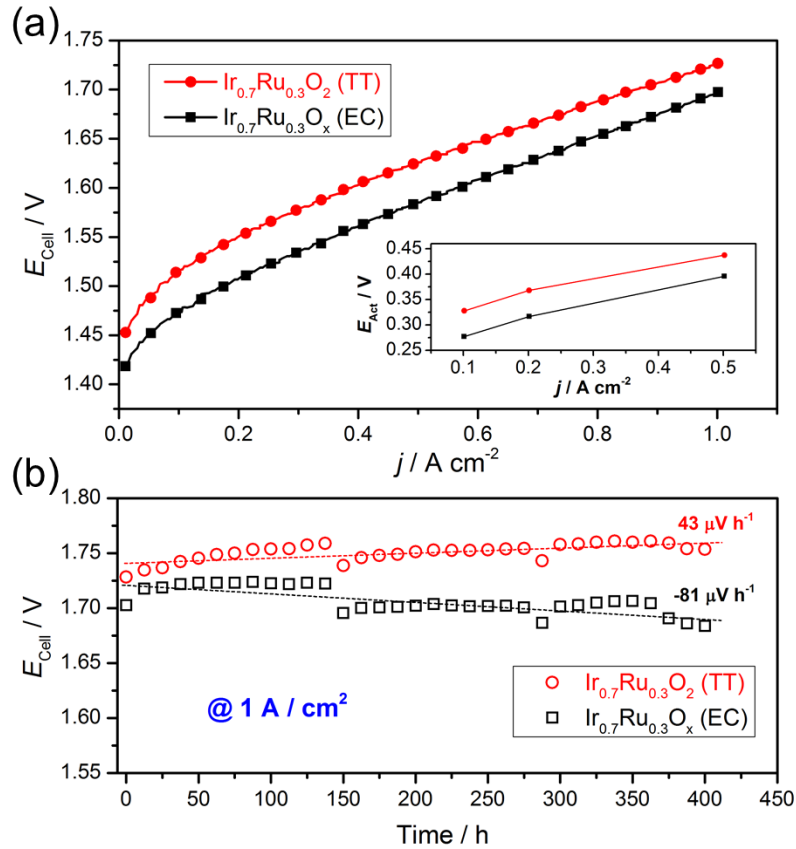 (a)
1.75
1.70
1.65
1.60
1.55
1.50
1.45
1.40
E_Cell / V
Ir₀.₇Ru₀.₃O₂ (TT)
Ir₀.₇Ru₀.₃Oₓ (EC)
0.45
0.40
0.35
0.30
0.25
E_Act / V
0.1 0.2 0.3 0.4 0.5
j / A cm⁻²
0.0 0.2 0.4 0.6 0.8 1.0
j / A cm⁻²
(b)
1.80
1.75
1.70
1.65
1.60
1.55
E_Cell / V
43 μV h⁻¹
-81 μV h⁻¹
@ 1 A / cm²
Ir₀.₇Ru₀.₃O₂ (TT)
Ir₀.₇Ru₀.₃Oₓ (EC)
0 50 100 150 200 250 300 350 400 450
Time / h